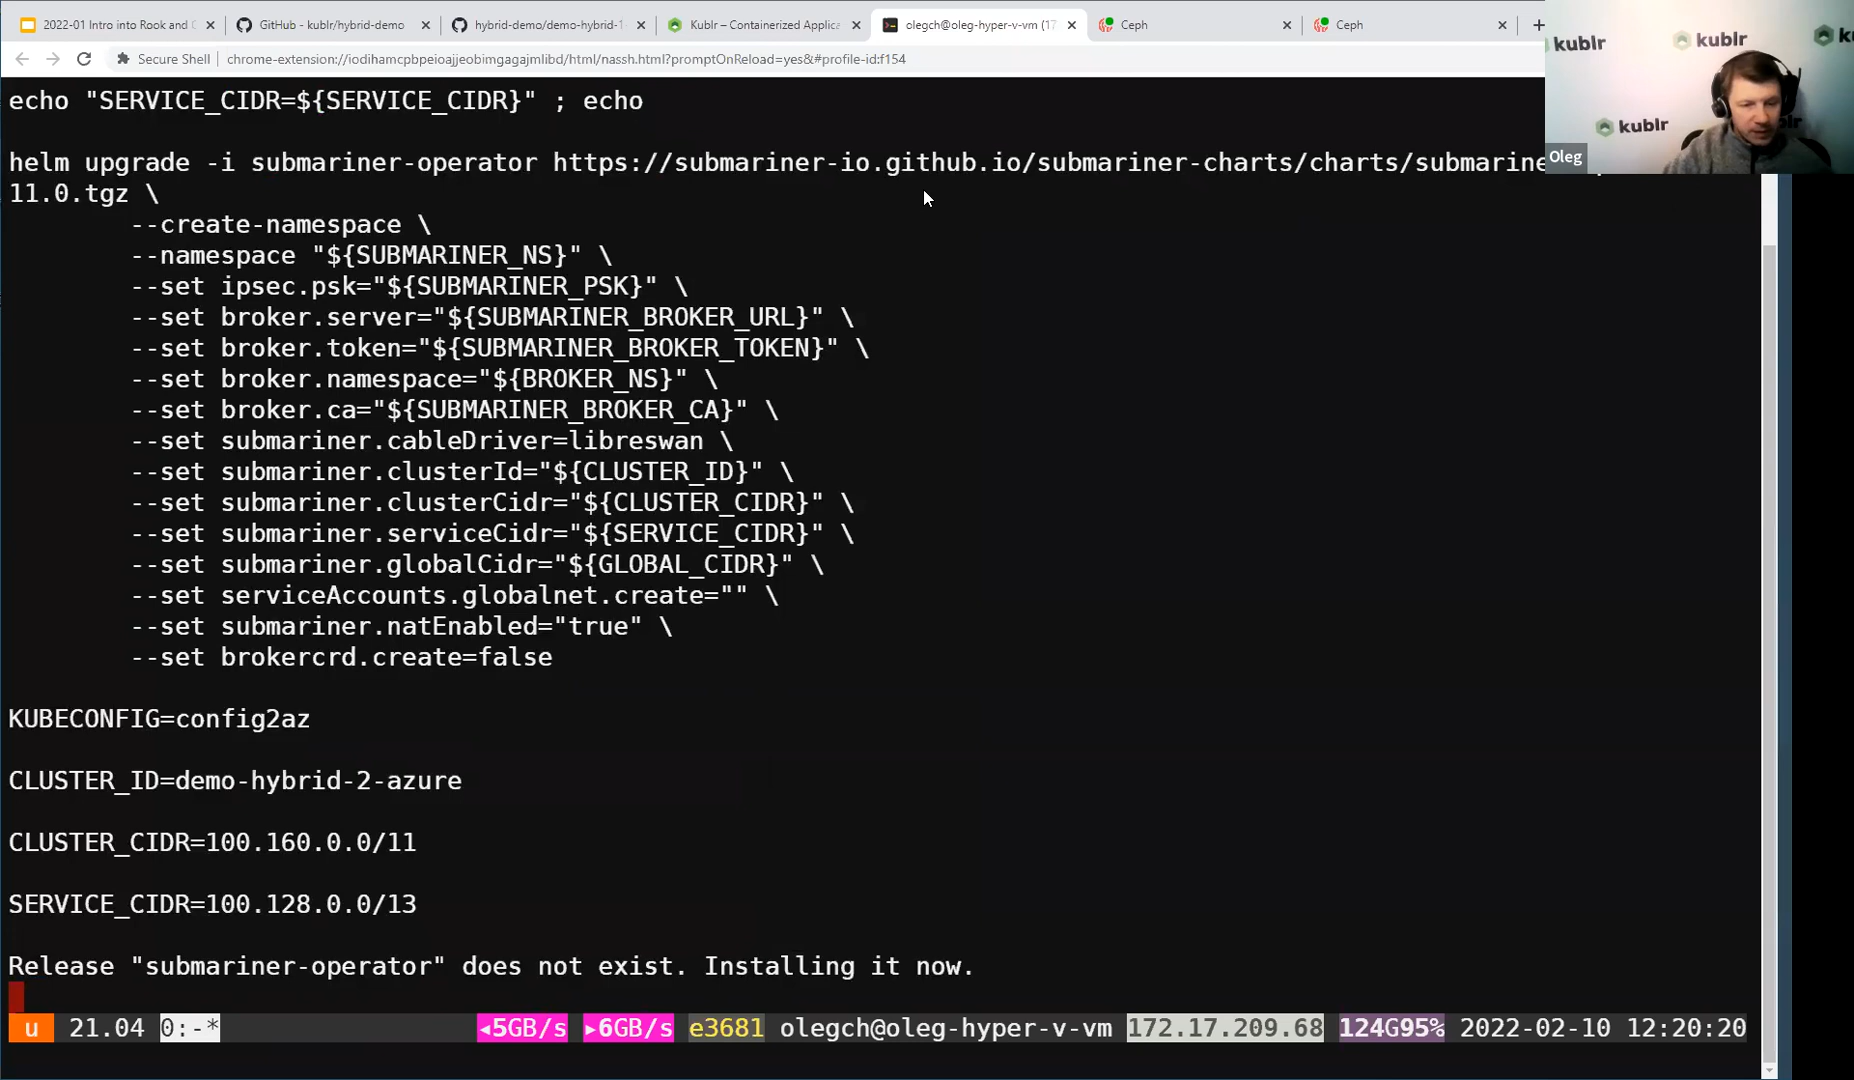 2022-01 Intro into Rook and C
GitHub - kublr/hybrid-demo
hybrid-demo/demo-hybrid-1
Kublr – Containerized Applica
olegch@oleg-hyper-v-vm (17
Ceph
Ceph
Secure Shell
chrome-extension://iodihamcpbpeioajjeobimgagajmlibd/html/nassh.html?promptOnReload=yes&#profile-id:f154
kublr
kublr
kublr
Oleg
echo "SERVICE_CIDR=${SERVICE_CIDR}" ; echo
helm upgrade -i submariner-operator https://submariner-io.github.io/submariner-charts/charts/submarine
11.0.tgz \
--create-namespace \
--namespace "${SUBMARINER_NS}" \
--set ipsec.psk="${SUBMARINER_PSK}" \
--set broker.server="${SUBMARINER_BROKER_URL}" \
--set broker.token="${SUBMARINER_BROKER_TOKEN}" \
--set broker.namespace="${BROKER_NS}" \
--set broker.ca="${SUBMARINER_BROKER_CA}" \
--set submariner.cableDriver=libreswan \
--set submariner.clusterId="${CLUSTER_ID}" \
--set submariner.clusterCidr="${CLUSTER_CIDR}" \
--set submariner.serviceCidr="${SERVICE_CIDR}" \
--set submariner.globalCidr="${GLOBAL_CIDR}" \
--set serviceAccounts.globalnet.create="" \
--set submariner.natEnabled="true" \
--set brokercrd.create=false
KUBECONFIG=config2az
CLUSTER_ID=demo-hybrid-2-azure
CLUSTER_CIDR=100.160.0.0/11
SERVICE_CIDR=100.128.0.0/13
Release "submariner-operator" does not exist. Installing it now.
u 21.04 0:-* ◂5GB/s ▸6GB/s e3681 olegch@oleg-hyper-v-vm 172.17.209.68 124G95% 2022-02-10 12:20:20